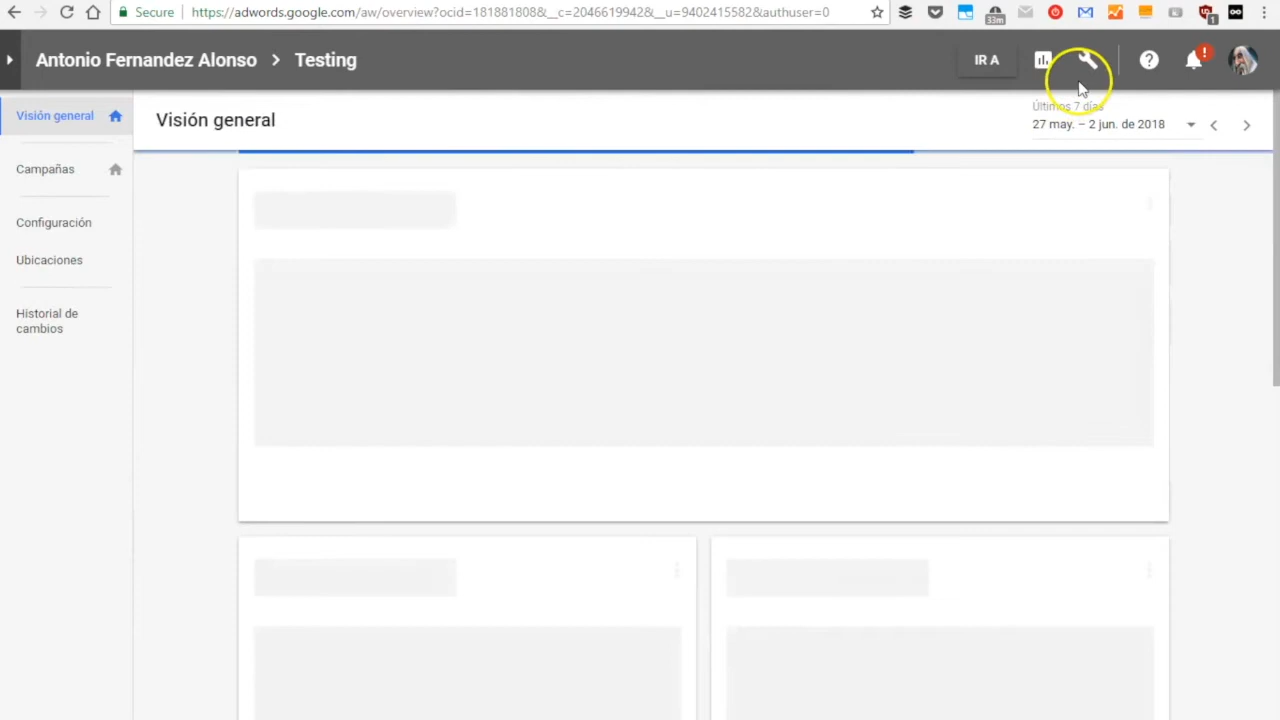 Secure https://adwords.google.com/aw/overview?ocid=181881808&__c=2046619942&__u=9402415582&authuser=0
33m
1
Antonio Fernandez Alonso > Testing
IR A
Visión general
Campañas
Configuración
Ubicaciones
Historial de
cambios
Visión general
Últimos 7 días
27 may. – 2 jun. de 2018